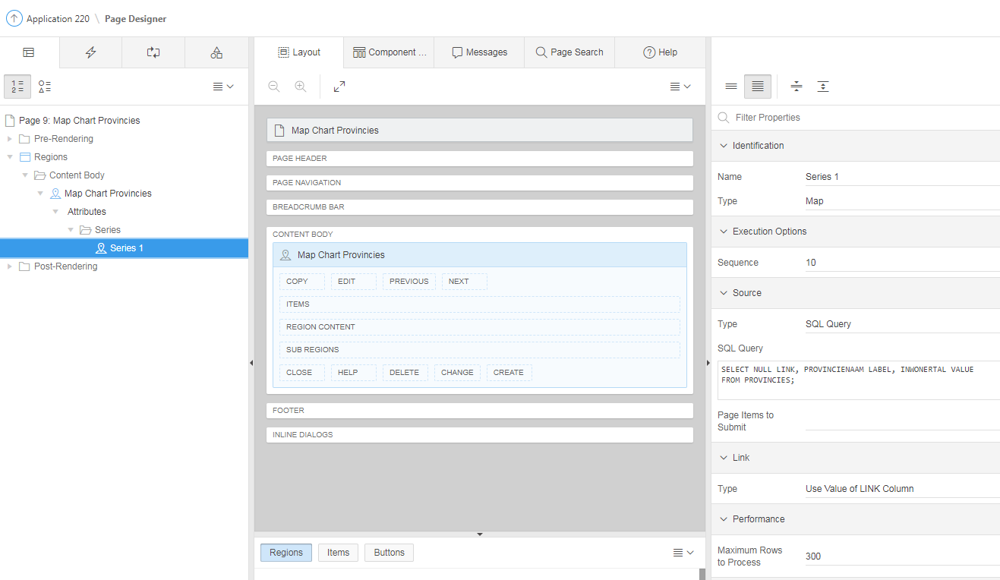 Application 220 \ Page Designer
Layout
Component ...
Messages
Page Search
Help
Page 9: Map Chart Provincies
Pre-Rendering
Regions
Content Body
Map Chart Provincies
Attributes
Series
Series 1
Post-Rendering
Map Chart Provincies
PAGE HEADER
PAGE NAVIGATION
BREADCRUMB BAR
CONTENT BODY
Map Chart Provincies
COPY EDIT PREVIOUS NEXT
ITEMS
REGION CONTENT
SUB REGIONS
CLOSE HELP DELETE CHANGE CREATE
FOOTER
INLINE DIALOGS
Regions Items Buttons
Filter Properties
Identification
Name Series 1
Type Map
Execution Options
Sequence 10
Source
Type SQL Query
SQL Query
SELECT NULL LINK, PROVINCIENAAM LABEL, INWONERTAL VALUE
FROM PROVINCIES;
Page Items to
Submit
Link
Type Use Value of LINK Column
Performance
Maximum Rows
to Process 300